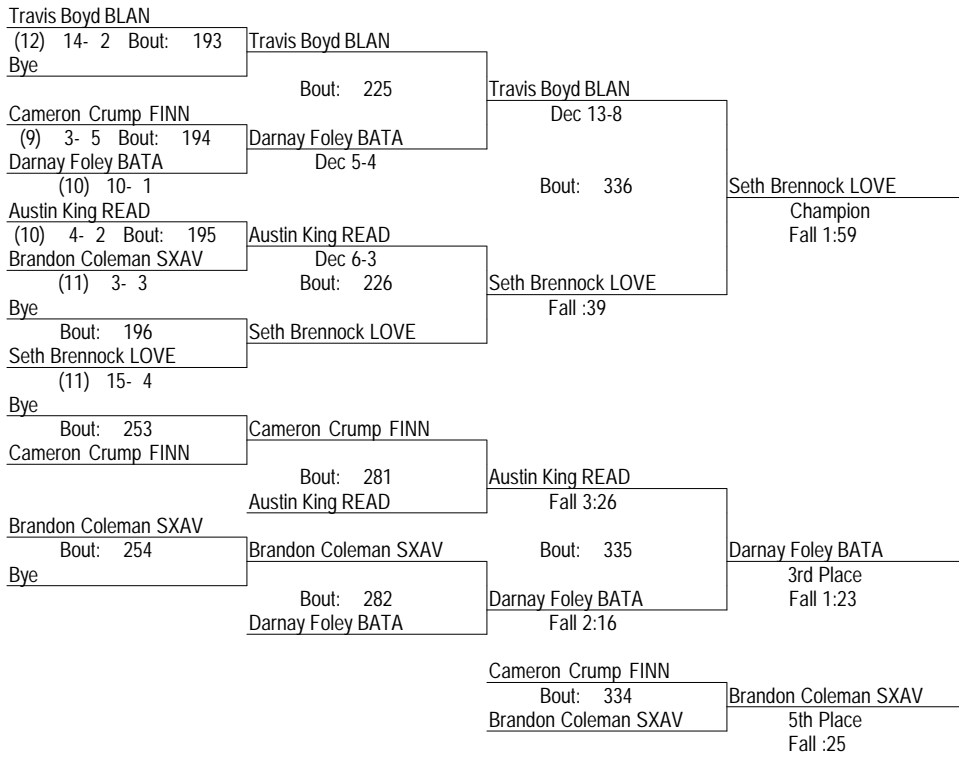 Travis Boyd BLAN
(12) 14- 2 Bout: 193 Travis Boyd BLAN
Bye
Bout: 225 Travis Boyd BLAN
Cameron Crump FINN Dec 13-8
(9) 3- 5 Bout: 194 Darnay Foley BATA
Darnay Foley BATA Dec 5-4
(10) 10- 1 Bout: 336 Seth Brennock LOVE
Austin King READ Champion
(10) 4- 2 Bout: 195 Austin King READ Fall 1:59
Brandon Coleman SXAV Dec 6-3
(11) 3- 3 Bout: 226 Seth Brennock LOVE
Bye Fall :39
Bout: 196 Seth Brennock LOVE
Seth Brennock LOVE
(11) 15- 4
Bye
Bout: 253 Cameron Crump FINN
Cameron Crump FINN
Bout: 281 Austin King READ
Austin King READ Fall 3:26
Brandon Coleman SXAV
Bout: 254 Brandon Coleman SXAV Bout: 335 Darnay Foley BATA
Bye 3rd Place
Bout: 282 Darnay Foley BATA Fall 1:23
Darnay Foley BATA Fall 2:16
Cameron Crump FINN
Bout: 334 Brandon Coleman SXAV
Brandon Coleman SXAV 5th Place
Fall :25